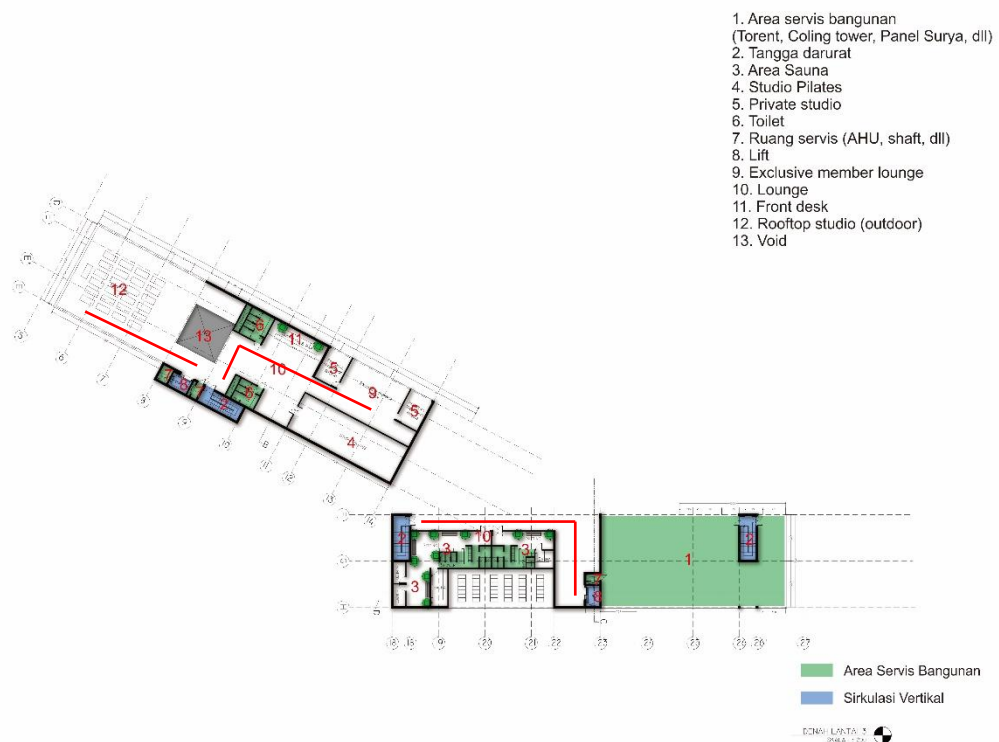 1. Area servis bangunan
(Torent, Coling tower, Panel Surya, dll)
2. Tangga darurat
3. Area Sauna
4. Studio Pilates
5. Private studio
6. Toilet
7. Ruang servis (AHU, shaft, dll)
8. Lift
9. Exclusive member lounge
10. Lounge
11. Front desk
12. Rooftop studio (outdoor)
13. Void
12
13
6
11
5
10
9
5
7
8
2
6
4
2
10
3
3
3
1
2
8
Area Servis Bangunan
Sirkulasi Vertikal
DENAH LANTAI 3